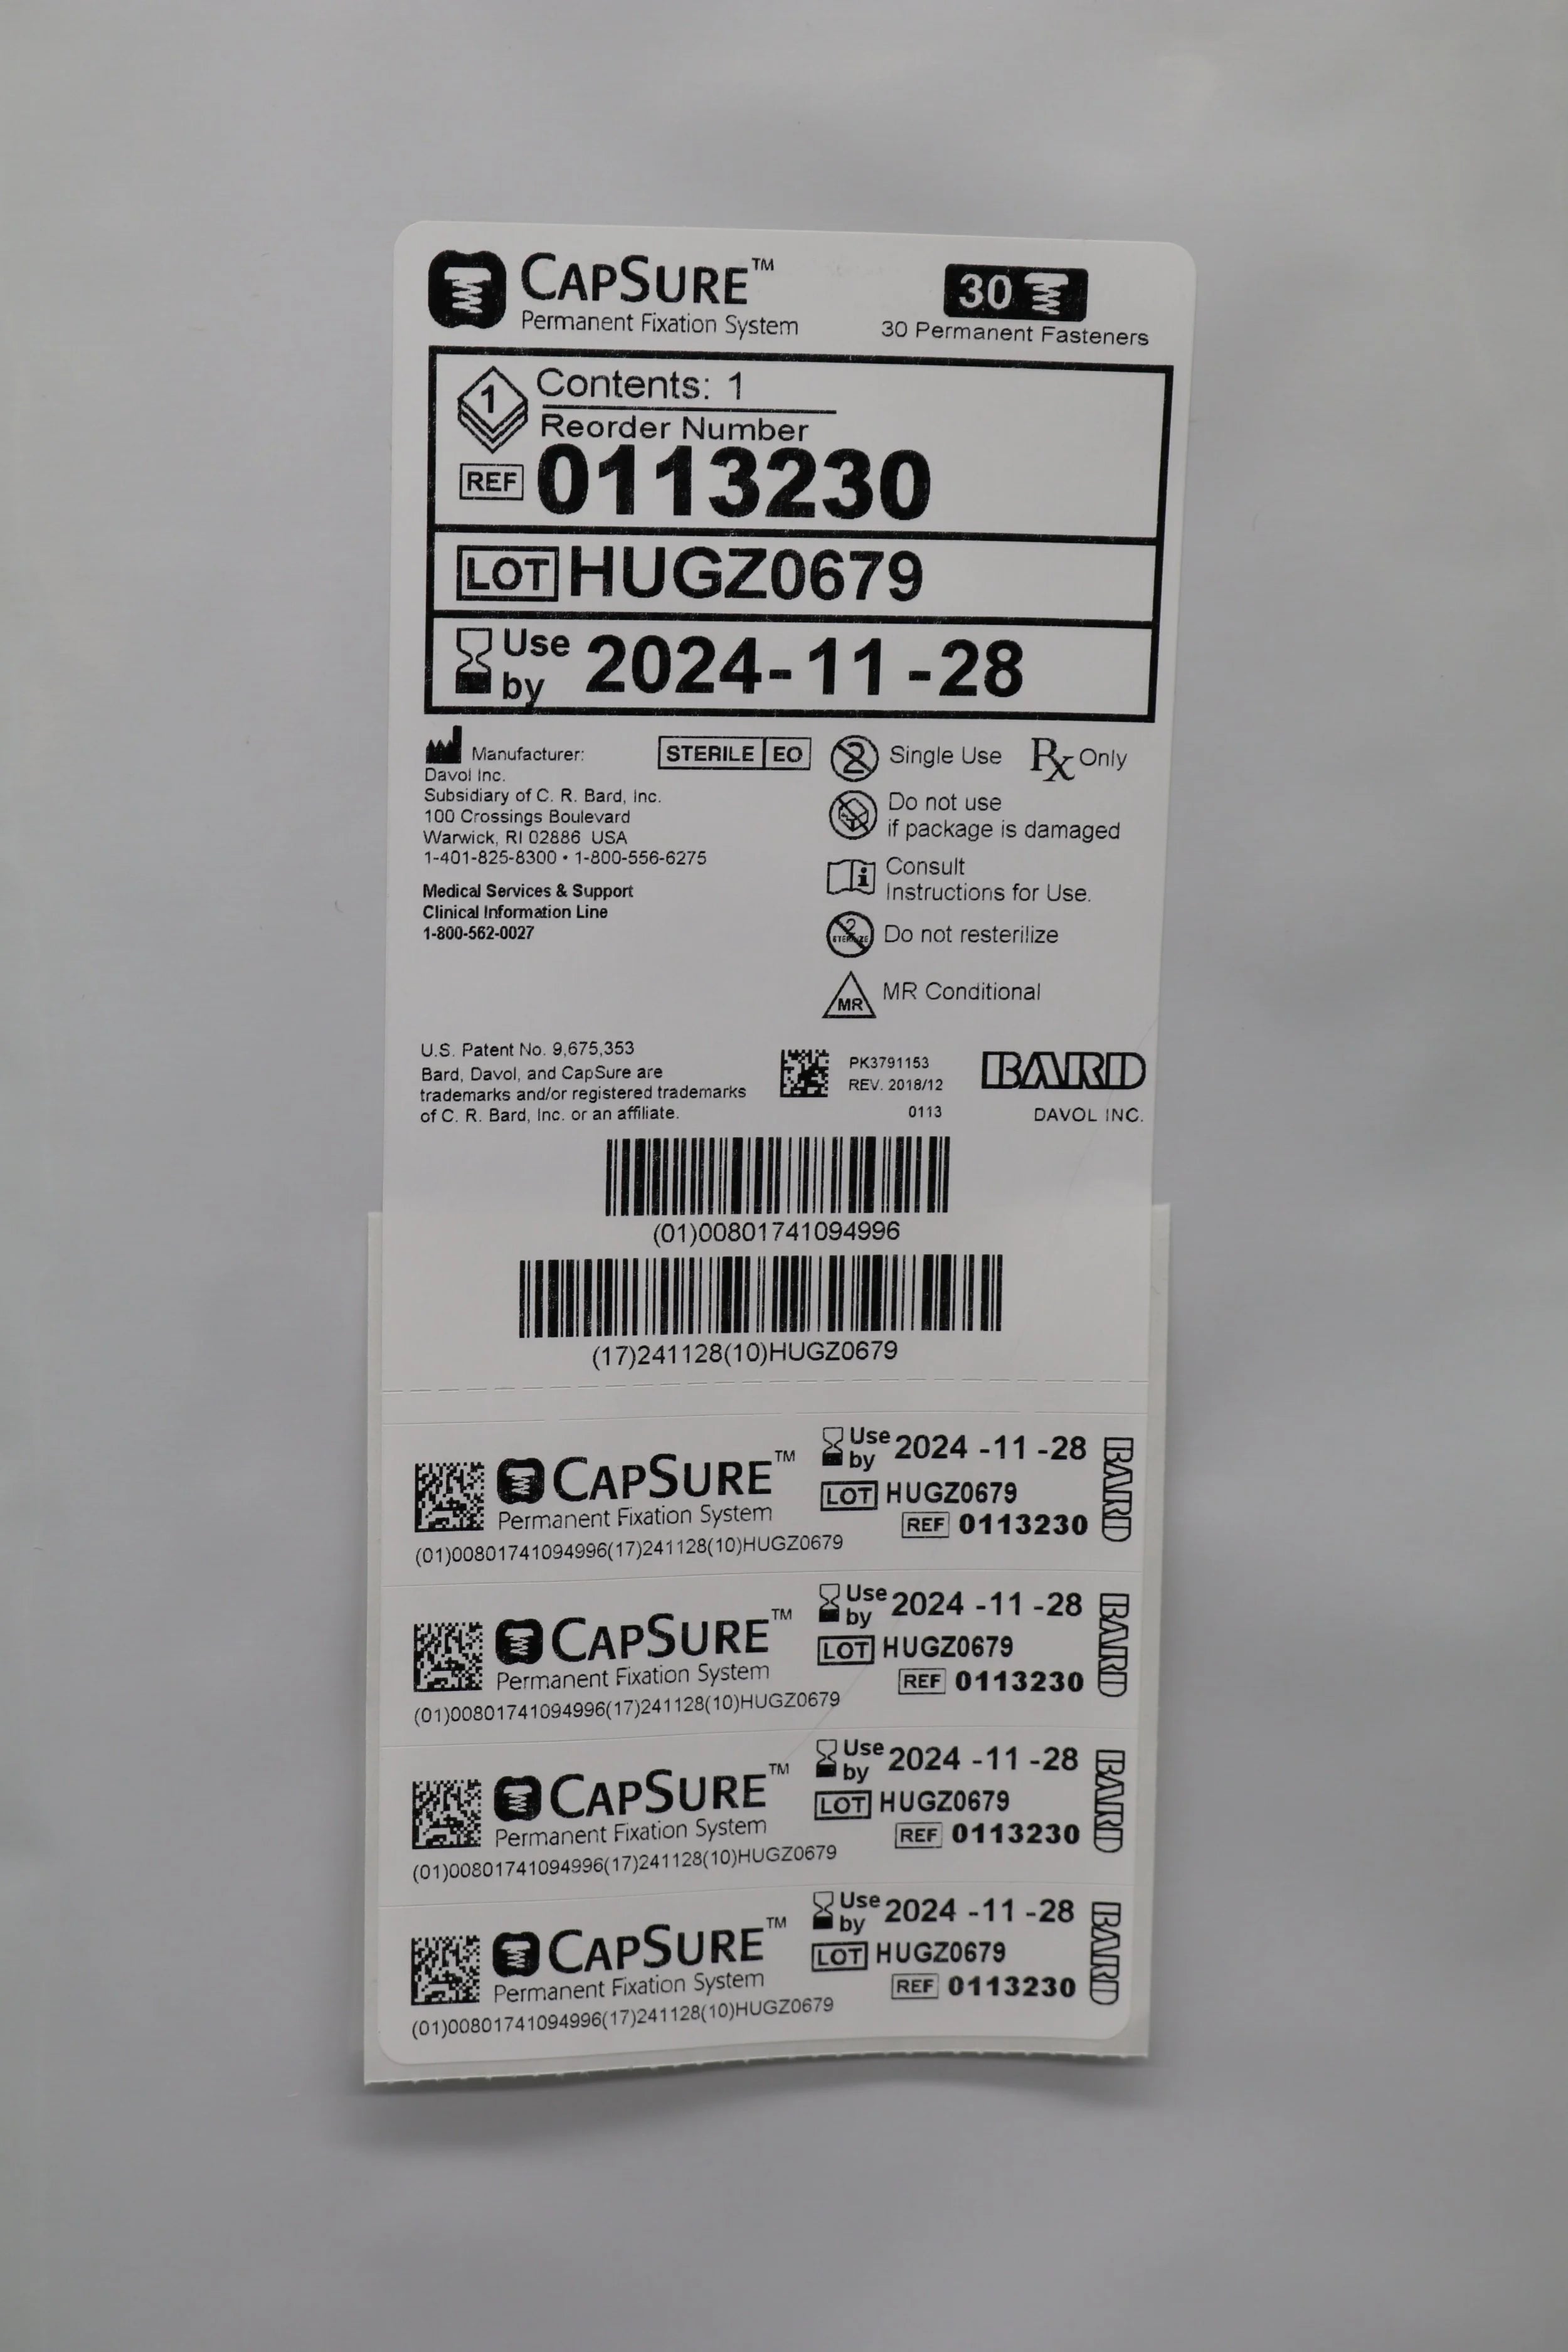 CAPSURE™
Permanent Fixation System
30
30 Permanent Fasteners
1
Contents: 1
Reorder Number
REF 0113230
LOT HUGZ0679
Use by 2024-11-28
Manufacturer:
Davol Inc.
Subsidiary of C. R. Bard, Inc.
100 Crossings Boulevard
Warwick, RI 02886 USA
1-401-825-8300 • 1-800-556-6275
Medical Services & Support
Clinical Information Line
1-800-562-0027
STERILE EO
2 Single Use
Rx Only
Do not use
if package is damaged
Consult
Instructions for Use.
2 STERILIZE Do not resterilize
MR MR Conditional
U.S. Patent No. 9,675,353
Bard, Davol, and CapSure are
trademarks and/or registered trademarks
of C. R. Bard, Inc. or an affiliate.
PK3791153
REV. 2018/12
0113
BARD
DAVOL INC.
(01)00801741094996
(17)241128(10)HUGZ0679
CAPSURE™
Permanent Fixation System
(01)00801741094996(17)241128(10)HUGZ0679
Use by 2024 -11 -28
LOT HUGZ0679
REF 0113230
BARD
CAPSURE™
Permanent Fixation System
(01)00801741094996(17)241128(10)HUGZ0679
Use by 2024 -11 -28
LOT HUGZ0679
REF 0113230
BARD
CAPSURE™
Permanent Fixation System
(01)00801741094996(17)241128(10)HUGZ0679
Use by 2024 -11 -28
LOT HUGZ0679
REF 0113230
BARD
CAPSURE™
Permanent Fixation System
(01)00801741094996(17)241128(10)HUGZ0679
Use by 2024 -11 -28
LOT HUGZ0679
REF 0113230
BARD